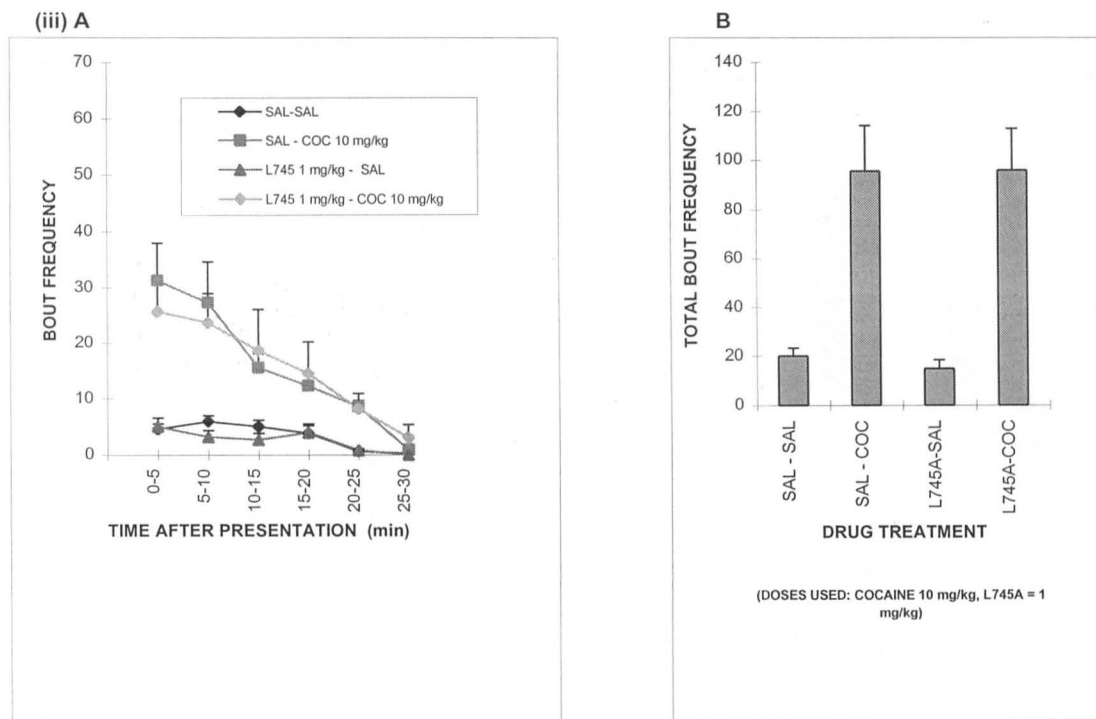 (iii) A
70
60
50
40
30
20
10
0
BOUT FREQUENCY
SAL-SAL
SAL - COC 10 mg/kg
L745 1 mg/kg - SAL
L745 1 mg/kg - COC 10 mg/kg
0-5
5-10
10-15
15-20
20-25
25-30
TIME AFTER PRESENTATION (min)
B
140
120
100
80
60
40
20
0
TOTAL BOUT FREQUENCY
SAL - SAL
SAL - COC
L745A-SAL
L745A-COC
DRUG TREATMENT
(DOSES USED: COCAINE 10 mg/kg, L745A = 1
mg/kg)